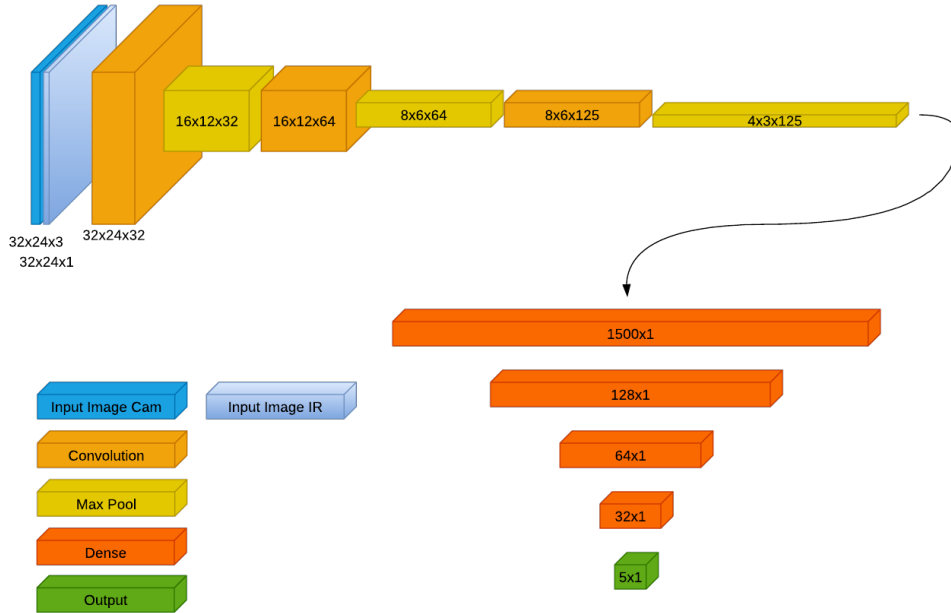 16x12x32
16x12x64
8x6x64
8x6x125
4x3x125
32x24x3
32x24x1
32x24x32
1500x1
128x1
64x1
32x1
5x1
Input Image Cam
Input Image IR
Convolution
Max Pool
Dense
Output